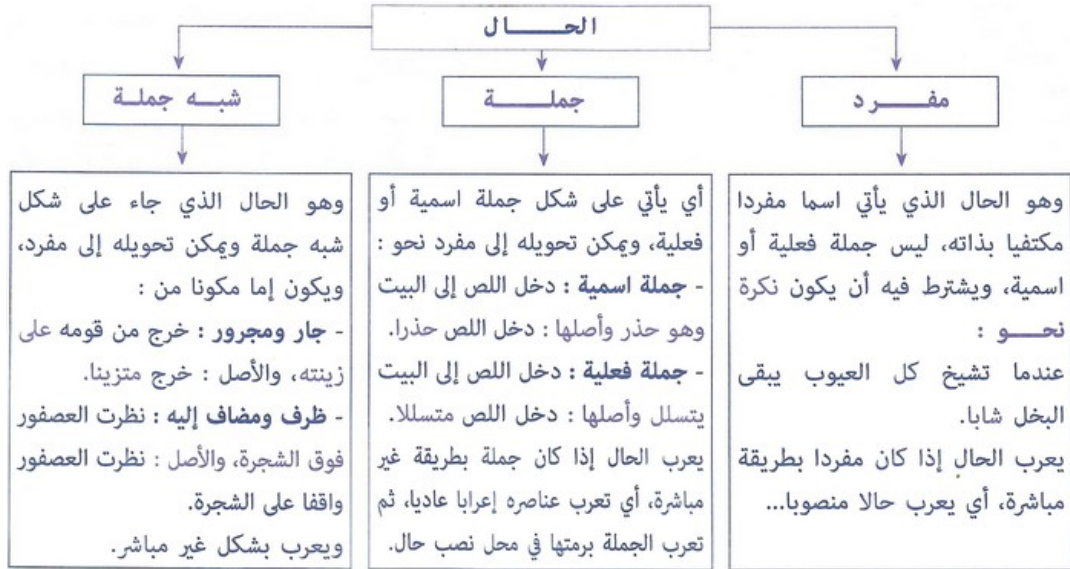 الحـــــال
مفـــــرد
جملـــــة
شبـــه جملـة
وهو الحال الذي يأتي اسما مفردا
مكتفيا بذاته، ليس جملة فعلية أو
اسمية، ويشترط فيه أن يكون نكرة
نحـــــو :
عندما تشيخ كل العيوب يبقى
البخل شابا.
يعرب الحال إذا كان مفردا بطريقة
مباشرة، أي يعرب حالا منصوبا...
أي يأتي على شكل جملة اسمية أو
فعلية، ويمكن تحويله إلى مفرد نحو :
- جملة اسمية : دخل اللص إلى البيت
وهو حذر وأصلها : دخل اللص حذرا.
- جملة فعلية : دخل اللص إلى البيت
يتسلل وأصلها : دخل اللص متسللا.
يعرب الحال إذا كان جملة بطريقة غير
مباشرة، أي تعرب عناصره إعرابا عاديا، ثم
تعرب الجملة برمتها في محل نصب حال.
وهو الحال الذي جاء على شكل
شبه جملة ويمكن تحويله إلى مفرد،
ويكون إما مكونا من :
- جار ومجرور : خرج من قومه على
زينته، والأصل : خرج متزينا.
- ظرف ومضاف إليه : نظرت العصفور
فوق الشجرة، والأصل : نظرت العصفور
واقفا على الشجرة.
ويعرب بشكل غير مباشر.